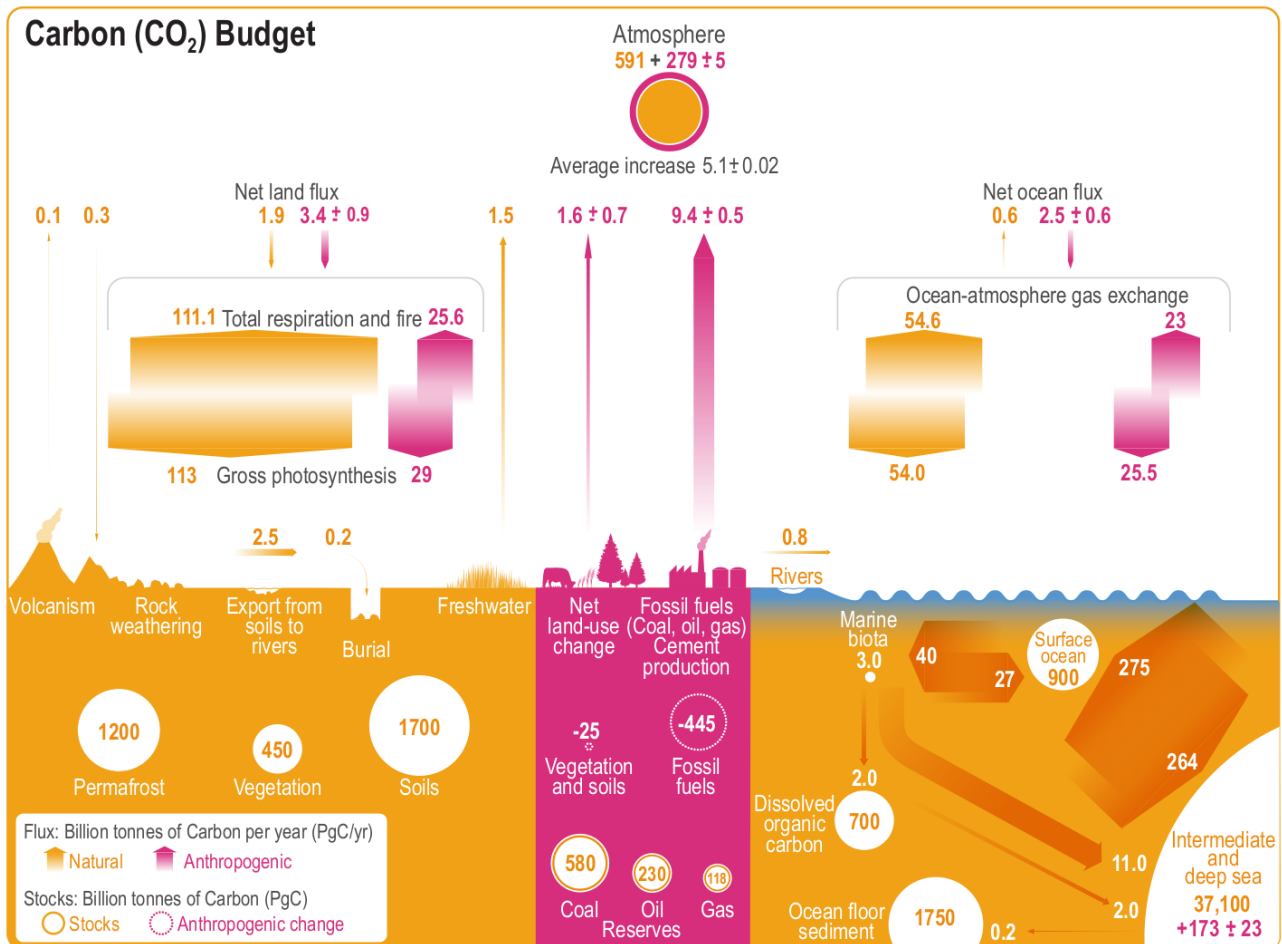 Carbon (CO₂) Budget
Atmosphere
591 + 279 ± 5
Average increase 5.1 ± 0.02
Net land flux
Net ocean flux
0.1
0.3
1.9
3.4 ± 0.9
1.5
1.6 ± 0.7
9.4 ± 0.5
0.6
2.5 ± 0.6
Ocean-atmosphere gas exchange
111.1 Total respiration and fire 25.6
54.6
23
113 Gross photosynthesis 29
54.0
25.5
2.5
0.2
0.8
Rivers
Volcanism
Rock
weathering
Export from
soils to
rivers
Burial
Freshwater
Net
land-use
change
Fossil fuels
(Coal, oil, gas)
Cement
production
Marine
biota
3.0
40
27
Surface
ocean
900
275
264
1200
Permafrost
450
Vegetation
1700
Soils
-25
Vegetation
and soils
-445
Fossil
fuels
2.0
Dissolved
organic
carbon
700
580
Coal
230
Oil
118
Gas
Reserves
11.0
2.0
Intermediate
and
deep sea
37,100
+173 ± 23
Ocean floor
sediment
1750
0.2
Flux: Billion tonnes of Carbon per year (PgC/yr)
Natural
Anthropogenic
Stocks: Billion tonnes of Carbon (PgC)
Stocks
Anthropogenic change